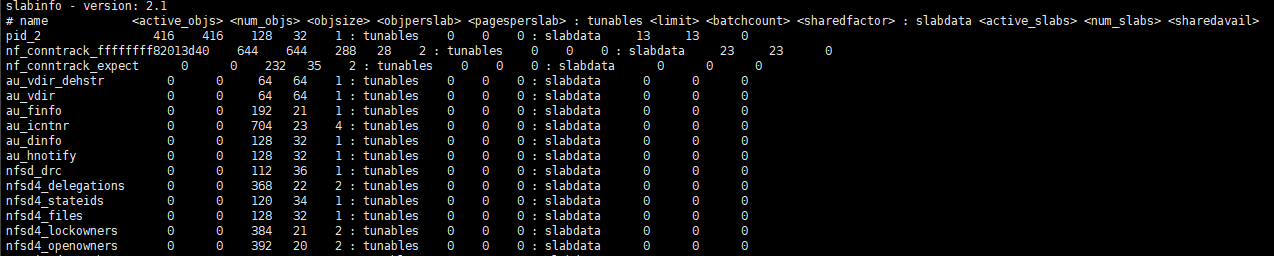 slabinfo - version: 2.1
# name            <active_objs> <num_objs> <objsize> <objperslab> <pagesperslab> : tunables <limit> <batchcount> <sharedfactor> : slabdata <active_slabs> <num_slabs> <sharedavail>
pid_2                416    416    128   32    1 : tunables    0    0    0 : slabdata     13     13      0
nf_conntrack_ffffffff82013d40    644    644    288   28    2 : tunables    0    0    0 : slabdata     23     23      0
nf_conntrack_expect      0      0    232   35    2 : tunables    0    0    0 : slabdata      0      0      0
au_vdir_dehstr         0      0     64   64    1 : tunables    0    0    0 : slabdata      0      0      0
au_vdir                0      0     64   64    1 : tunables    0    0    0 : slabdata      0      0      0
au_finfo               0      0    192   21    1 : tunables    0    0    0 : slabdata      0      0      0
au_icntnr              0      0    704   23    4 : tunables    0    0    0 : slabdata      0      0      0
au_dinfo               0      0    128   32    1 : tunables    0    0    0 : slabdata      0      0      0
au_hnotify             0      0    128   32    1 : tunables    0    0    0 : slabdata      0      0      0
nfsd_drc               0      0    112   36    1 : tunables    0    0    0 : slabdata      0      0      0
nfsd4_delegations      0      0    368   22    2 : tunables    0    0    0 : slabdata      0      0      0
nfsd4_stateids         0      0    120   34    1 : tunables    0    0    0 : slabdata      0      0      0
nfsd4_files            0      0    128   32    1 : tunables    0    0    0 : slabdata      0      0      0
nfsd4_lockowners       0      0    384   21    2 : tunables    0    0    0 : slabdata      0      0      0
nfsd4_openowners       0      0    392   20    2 : tunables    0    0    0 : slabdata      0      0      0